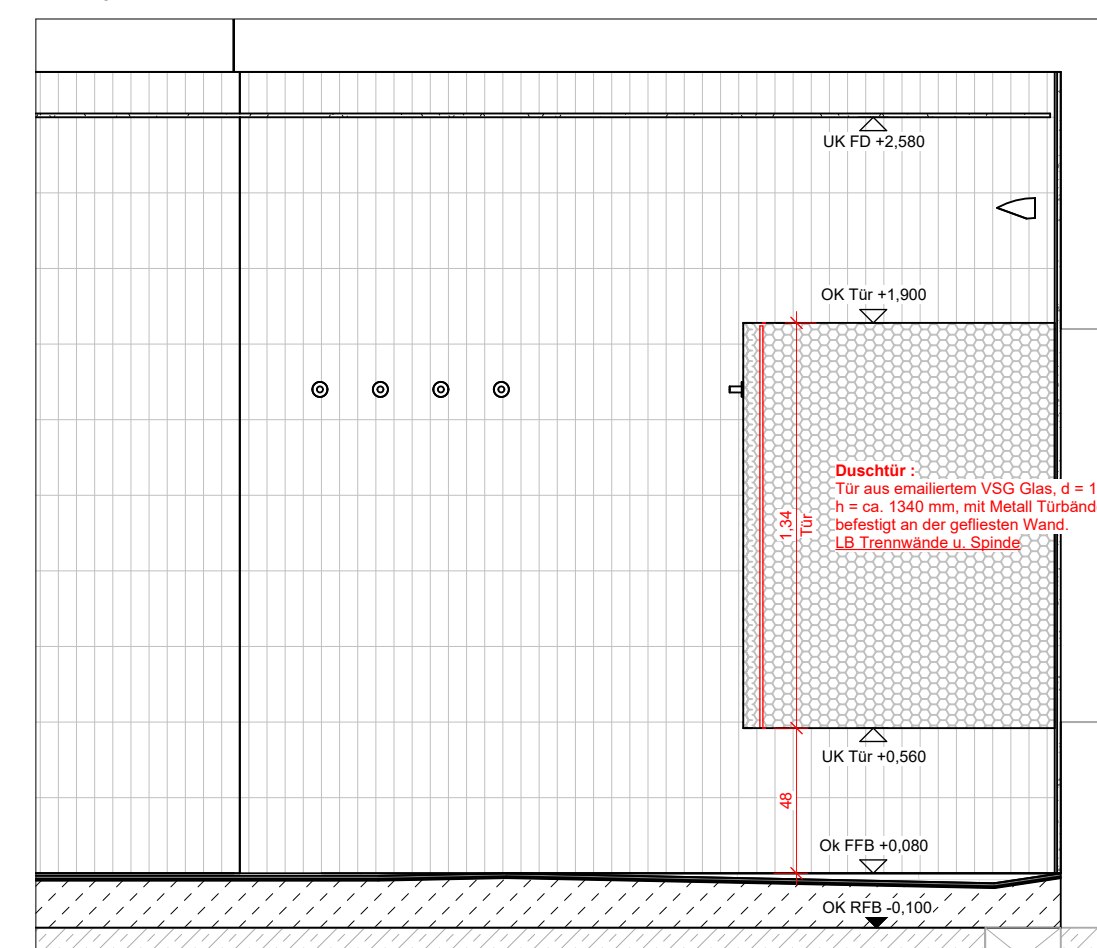 UK FD +2,580
OK Tür +1,900
Duschtür :
Tür aus emailiertem VSG Glas, d = 1
h = ca. 1340 mm, mit Metall Türbänd
befestigt an der gefliesten Wand.
LB Trennwände u. Spinde
1,34
Tür
UK Tür +0,560
48
Ok FFB +0,080
OK RFB -0,100